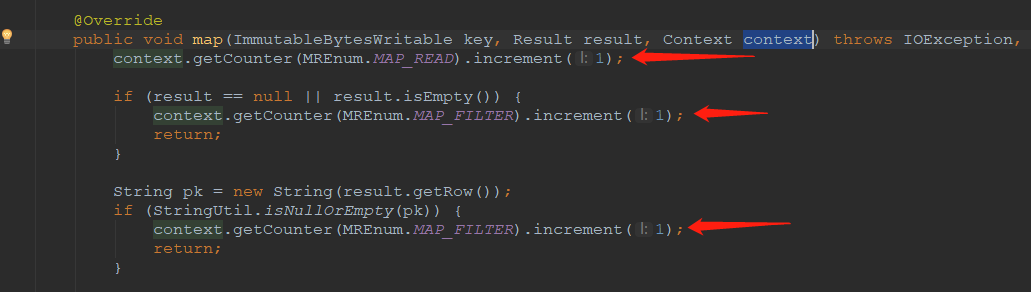 @Override
public void map(ImmutableBytesWritable key, Result result, Context context) throws IOException,
context.getCounter(MREnum.MAP_READ).increment( l: 1);
if (result == null || result.isEmpty()) {
context.getCounter(MREnum.MAP_FILTER).increment( l: 1);
return;
}
String pk = new String(result.getRow());
if (StringUtil.isNullOrEmpty(pk)) {
context.getCounter(MREnum.MAP_FILTER).increment( l: 1);
return;
}